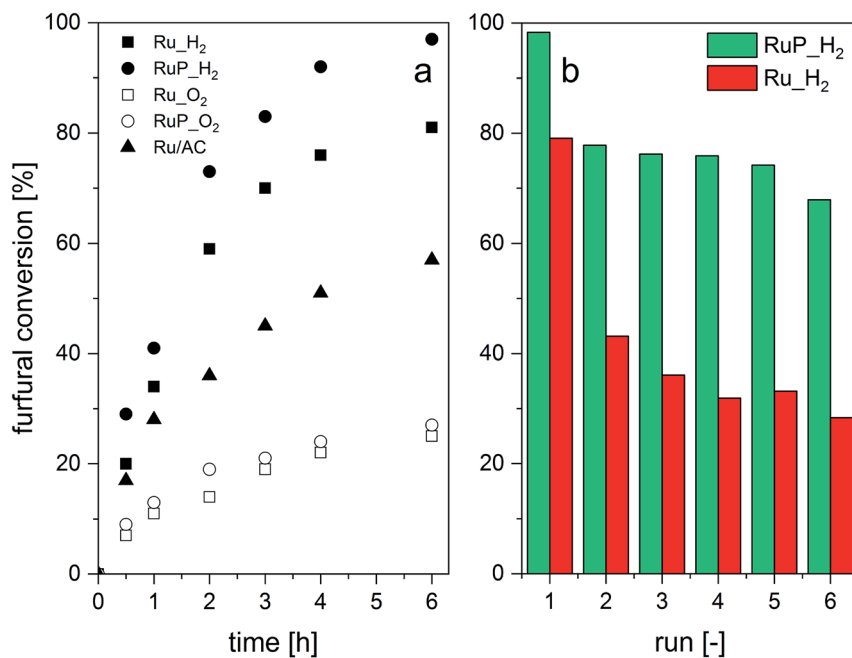 furfural conversion [%]
100
80
60
40
20
0
Ru_H₂
RuP_H₂
Ru_O₂
RuP_O₂
Ru/AC
a
0 1 2 3 4 6
time [h]
100
80
60
40
20
0
b
RuP_H₂
Ru_H₂
1 2 3 4 5 6
run [-]